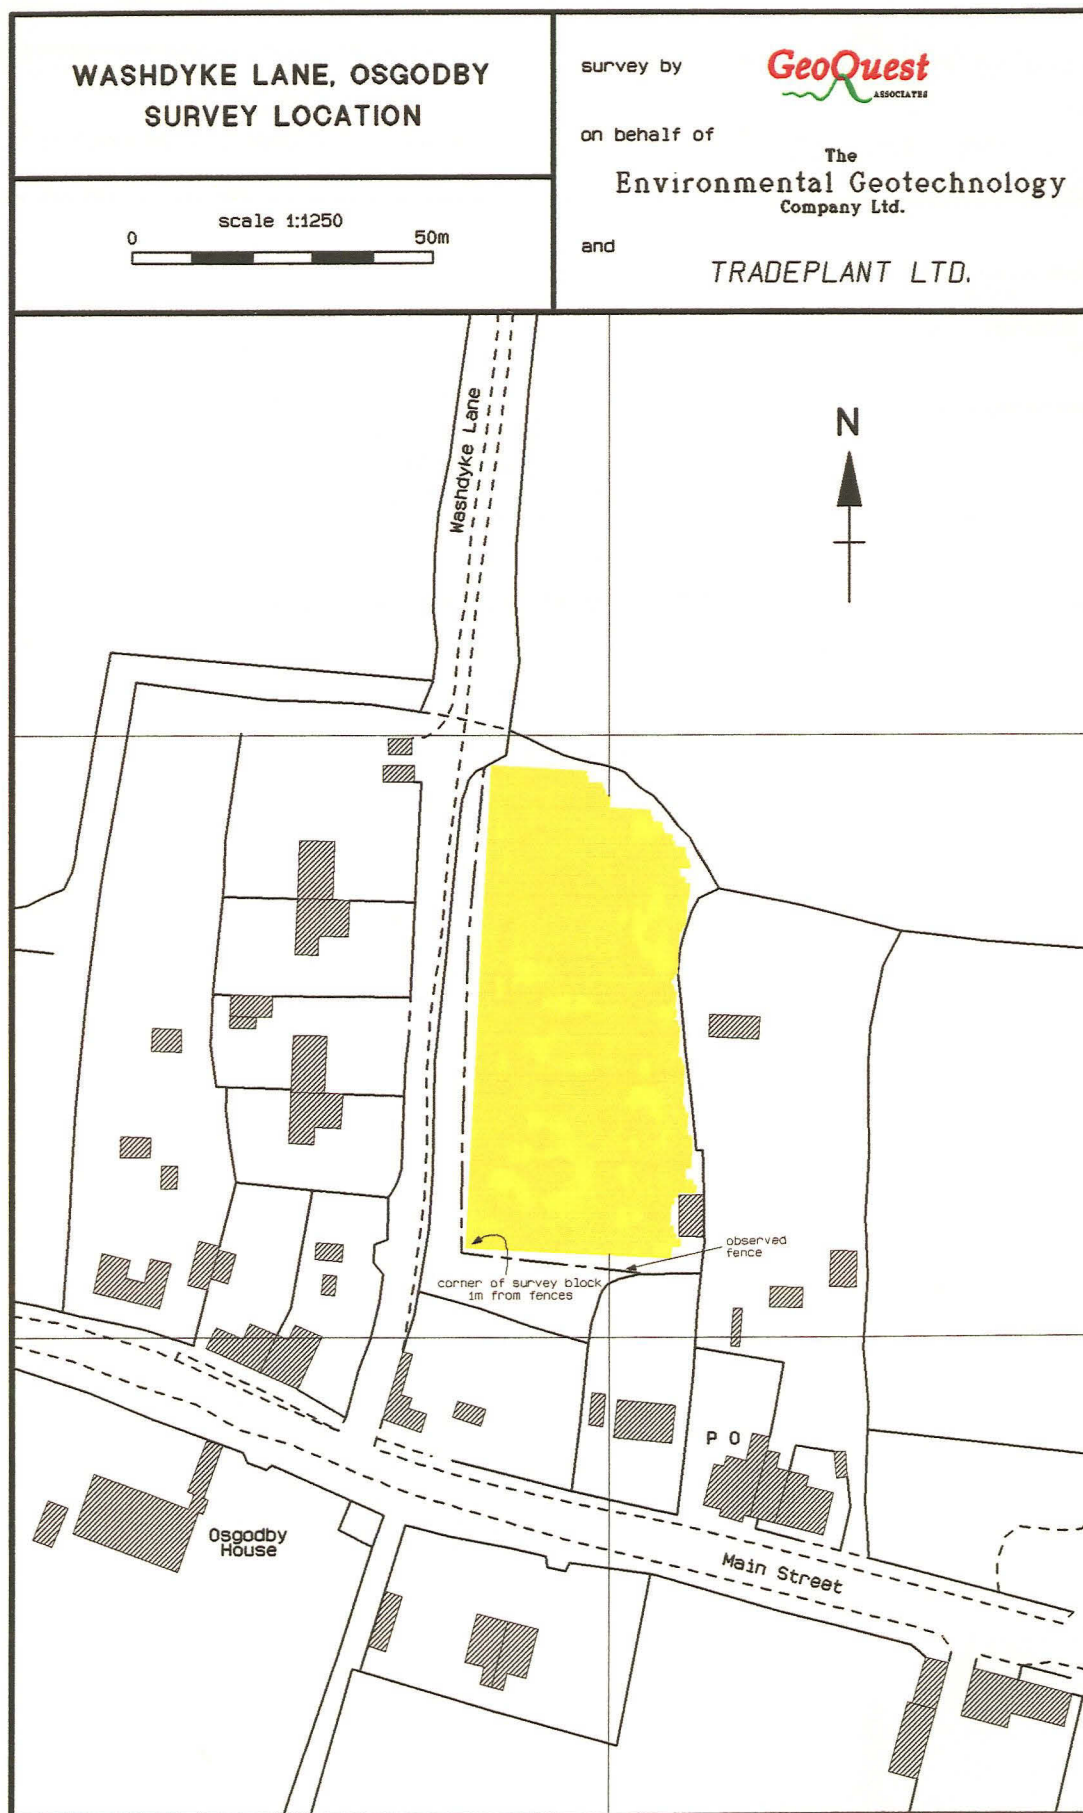 WASHDYKE LANE, OSGODBY
SURVEY LOCATION
scale 1:1250
0 50m
survey by
GeoQuest
ASSOCIATES
on behalf of
The
Environmental Geotechnology
Company Ltd.
and
TRADEPLANT LTD.
Washdyke Lane
N
observed
fence
corner of survey block
1m from fences
P O
Osgodby
House
Main Street